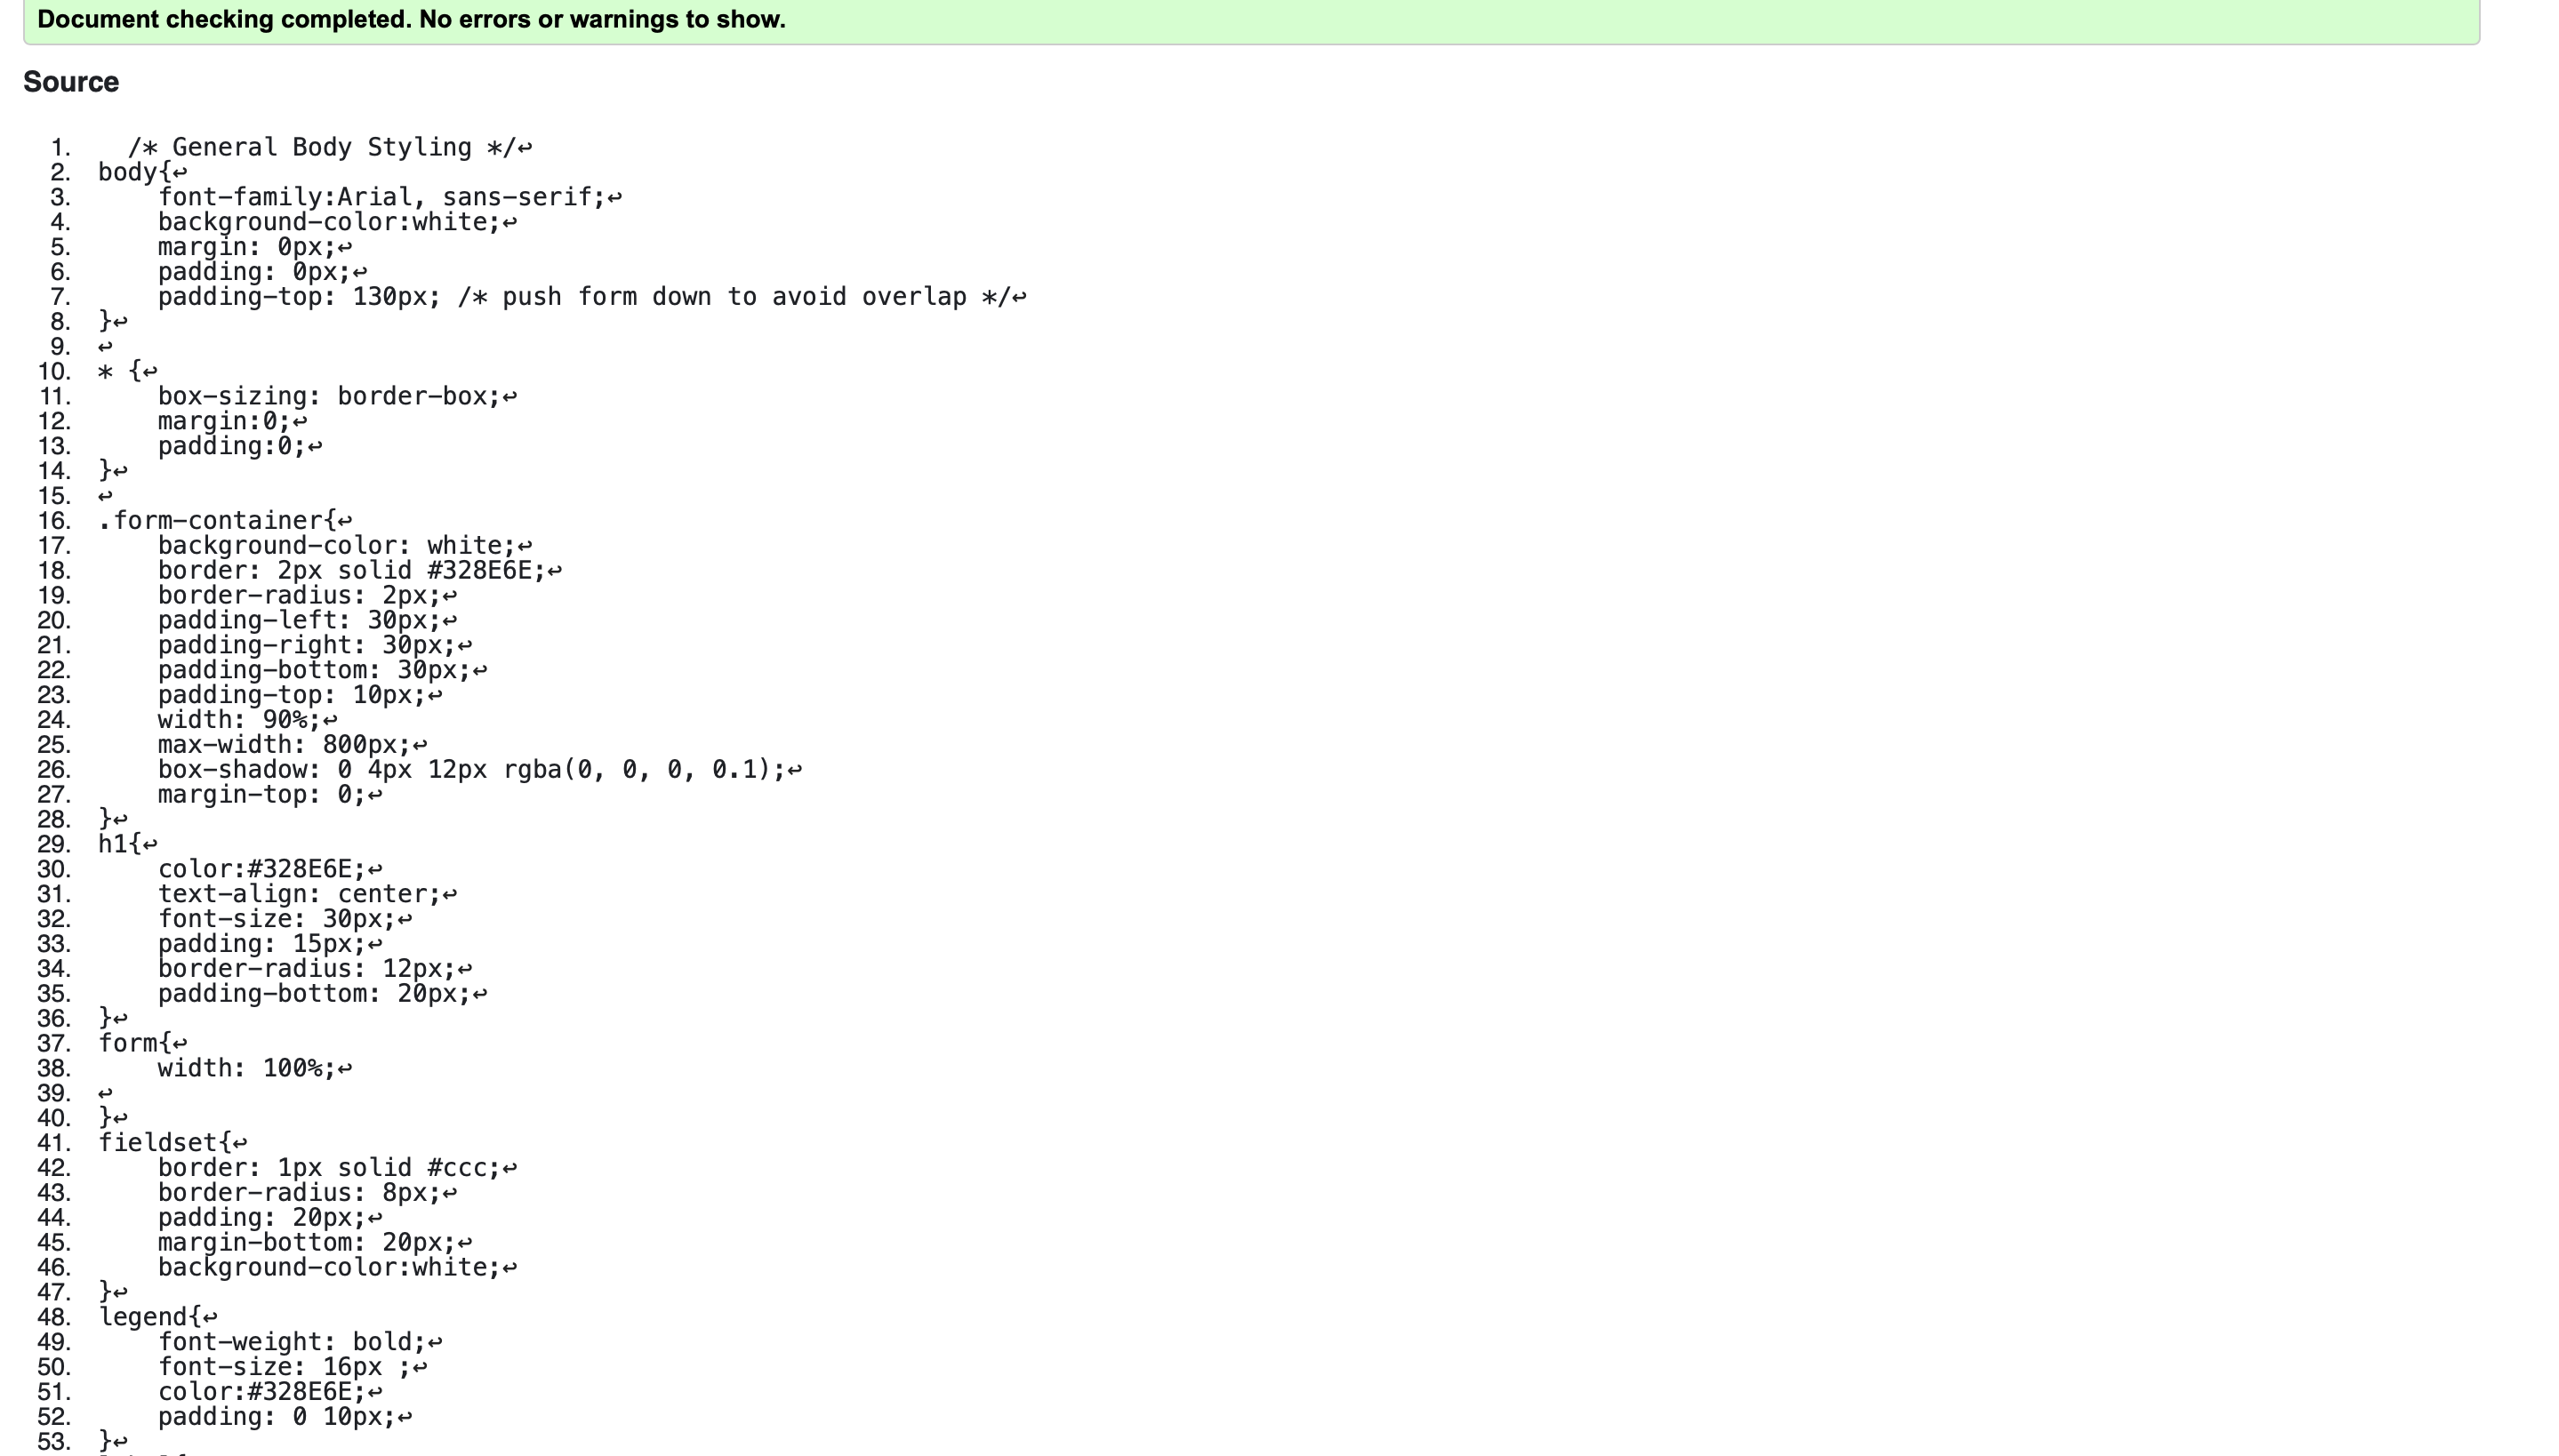 Document checking completed. No errors or warnings to show.
Source
1. /* General Body Styling */↩
2. body{↩
3. font-family:Arial, sans-serif;↩
4. background-color:white;↩
5. margin: 0px;↩
6. padding: 0px;↩
7. padding-top: 130px; /* push form down to avoid overlap */↩
8. }↩
9. ↩
10. * {↩
11. box-sizing: border-box;↩
12. margin:0;↩
13. padding:0;↩
14. }↩
15. ↩
16. .form-container{↩
17. background-color: white;↩
18. border: 2px solid #328E6E;↩
19. border-radius: 2px;↩
20. padding-left: 30px;↩
21. padding-right: 30px;↩
22. padding-bottom: 30px;↩
23. padding-top: 10px;↩
24. width: 90%;↩
25. max-width: 800px;↩
26. box-shadow: 0 4px 12px rgba(0, 0, 0, 0.1);↩
27. margin-top: 0;↩
28. }↩
29. h1{↩
30. color:#328E6E;↩
31. text-align: center;↩
32. font-size: 30px;↩
33. padding: 15px;↩
34. border-radius: 12px;↩
35. padding-bottom: 20px;↩
36. }↩
37. form{↩
38. width: 100%;↩
39. ↩
40. }↩
41. fieldset{↩
42. border: 1px solid #ccc;↩
43. border-radius: 8px;↩
44. padding: 20px;↩
45. margin-bottom: 20px;↩
46. background-color:white;↩
47. }↩
48. legend{↩
49. font-weight: bold;↩
50. font-size: 16px ;↩
51. color:#328E6E;↩
52. padding: 0 10px;↩
53. }↩